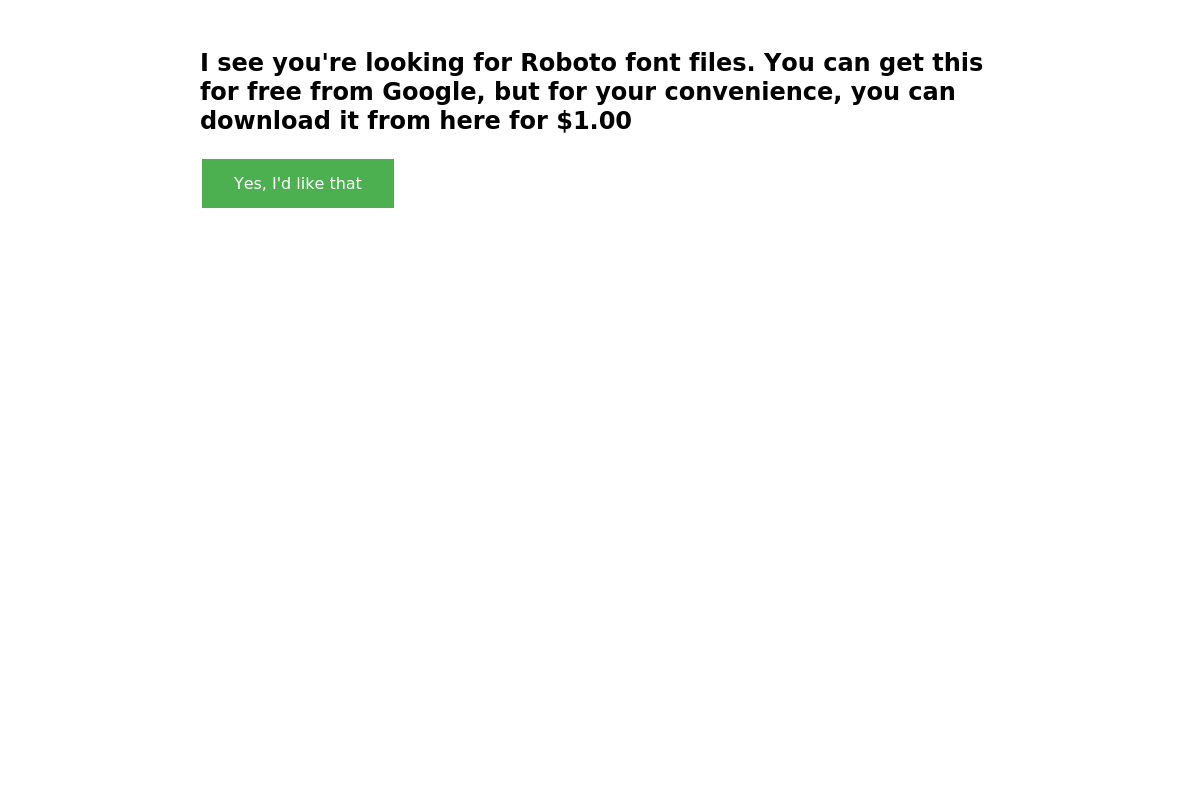 I see you're looking for Roboto font files. You can get this
for free from Google, but for your convenience, you can
download it from here for $1.00
Yes, I'd like that